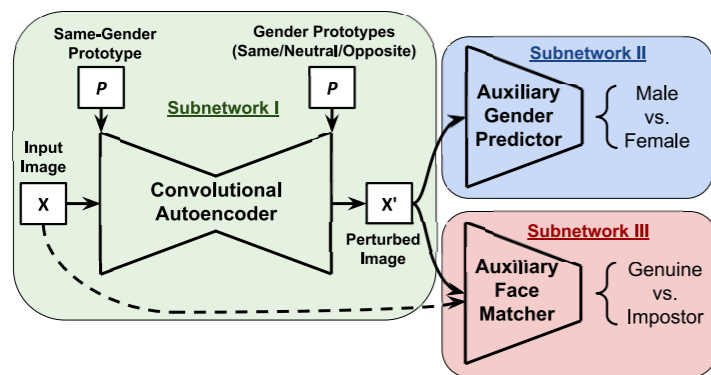 Same-Gender
Prototype
Gender Prototypes
(Same/Neutral/Opposite)
P
P
Subnetwork I
Input
Image
X
Convolutional
Autoencoder
X'
Perturbed
Image
Subnetwork II
Auxiliary
Gender
Predictor
Male
vs.
Female
Subnetwork III
Auxiliary
Face
Matcher
Genuine
vs.
Impostor